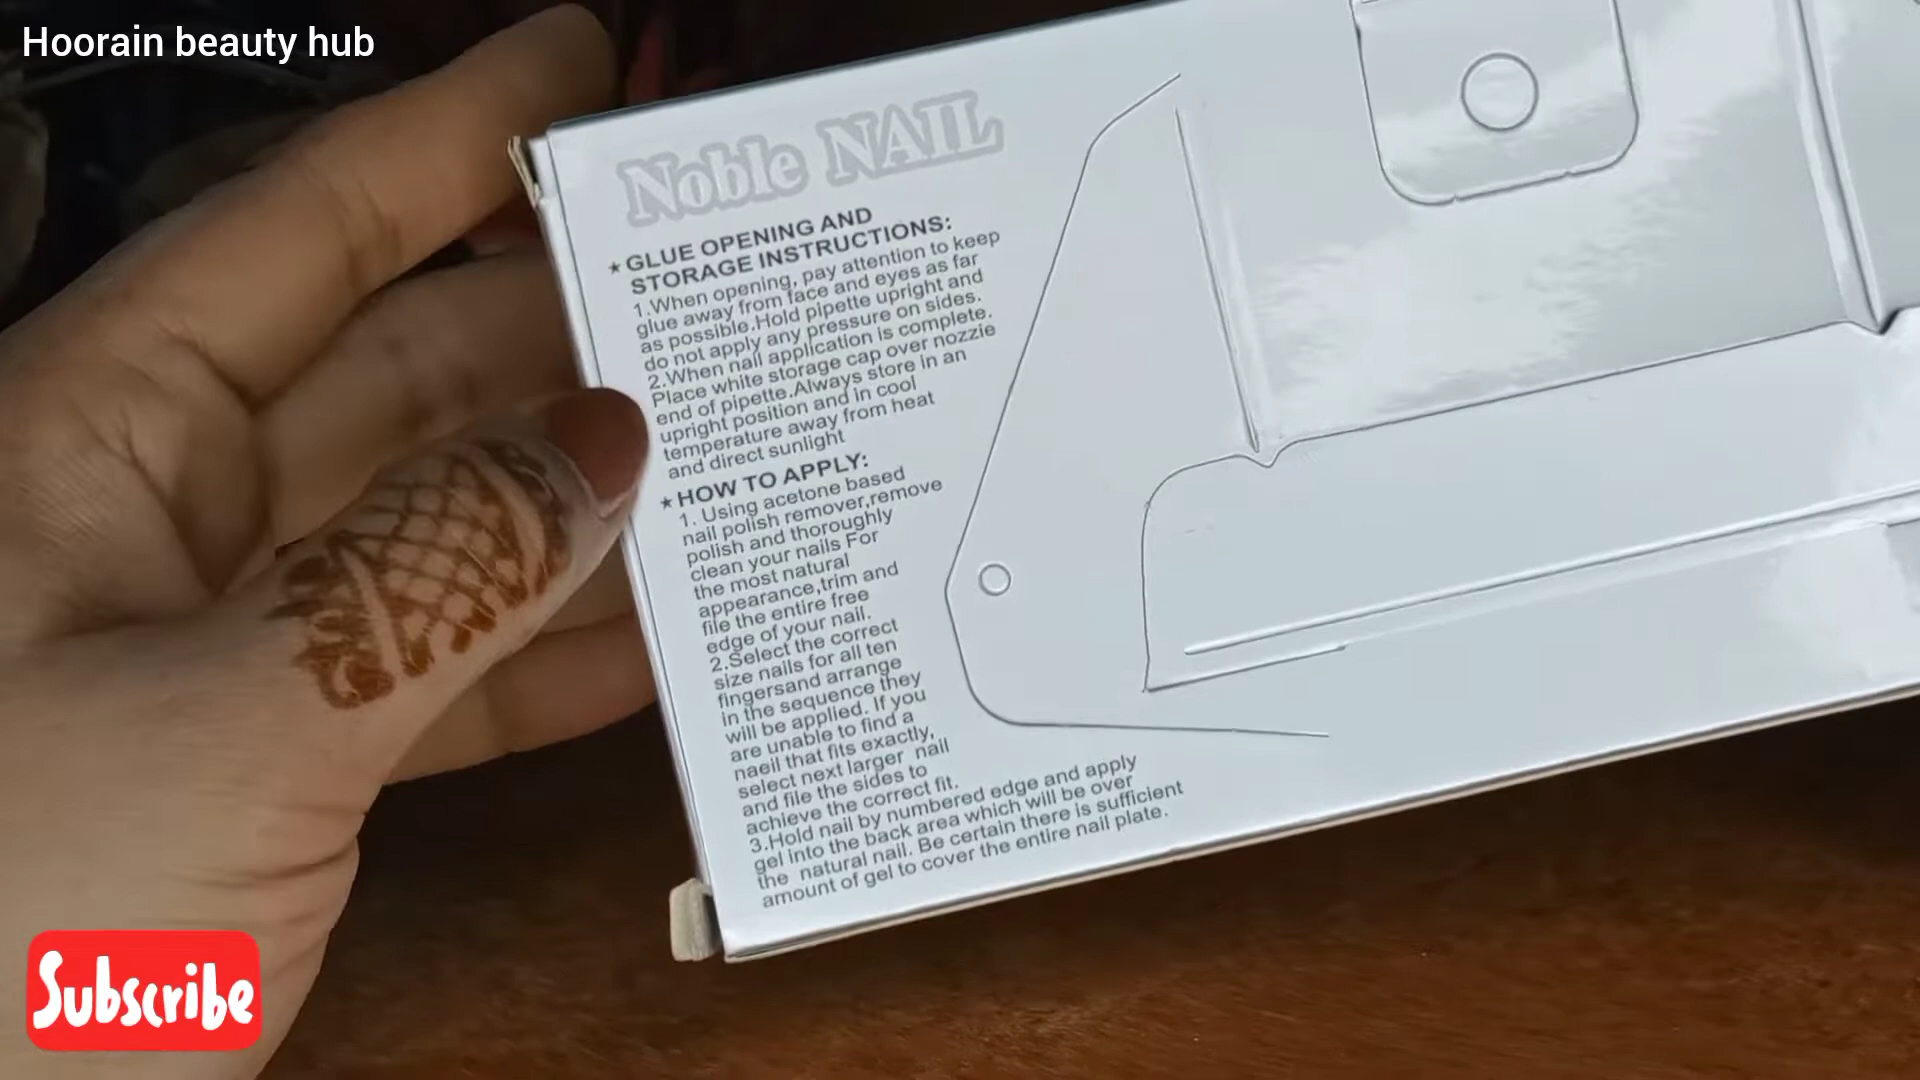 Hoorain beauty hub
Noble NAIL
★GLUE OPENING AND
STORAGE INSTRUCTIONS:
1.When opening, pay attention to keep
glue away from face and eyes as far
as possible.Hold pipette upright and
do not apply any pressure on sides.
2.When nail application is complete.
Place white storage cap over nozzie
end of pipette.Always store in an
upright position and in cool
temperature away from heat
and direct sunlight
★HOW TO APPLY:
1. Using acetone based
nail polish remover,remove
polish and thoroughly
clean your nails For
the most natural
appearance,trim and
file the entire free
edge of your nail.
2.Select the correct
size nails for all ten
fingersand arrange
in the sequence they
will be applied. If you
are unable to find a
naeil that fits exactly,
select next larger nail
and file the sides to
achieve the correct fit.
3.Hold nail by numbered edge and apply
gel into the back area which will be over
the natural nail. Be certain there is sufficient
amount of gel to cover the entire nail plate.
Subscribe